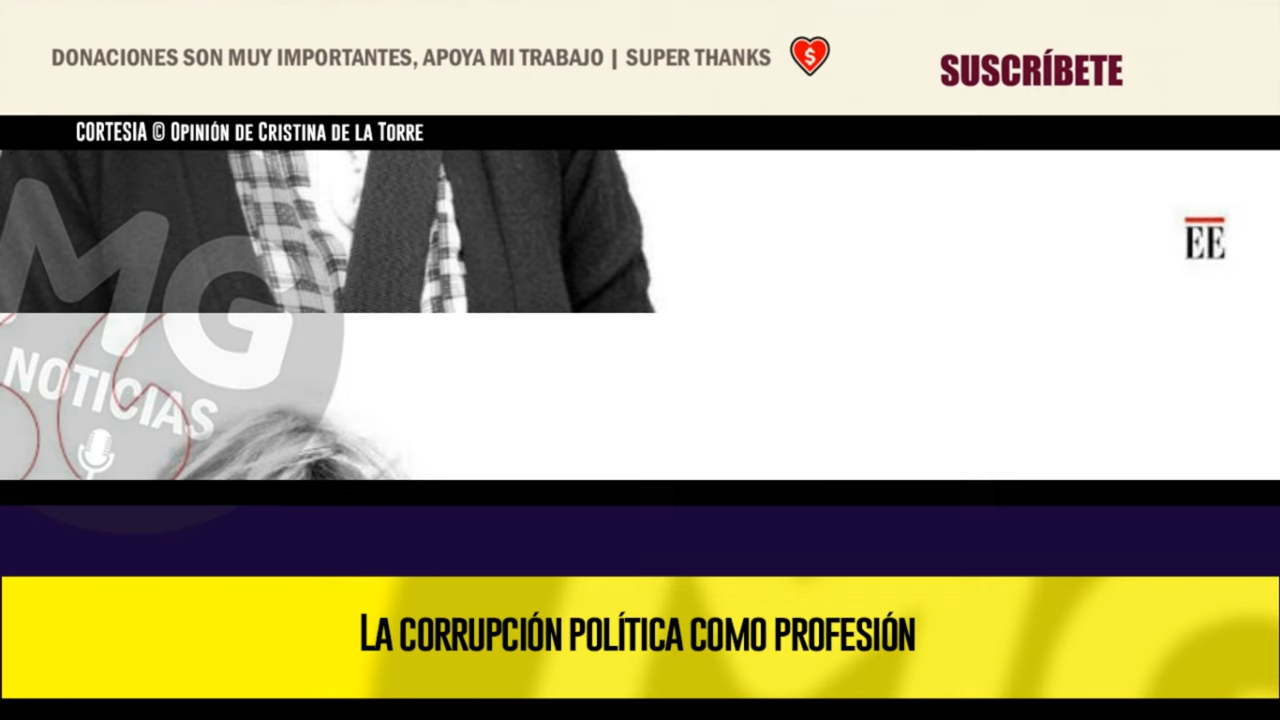 DONACIONES SON MUY IMPORTANTES, APOYA MI TRABAJO | SUPER THANKS
$
SUSCRÍBETE
CORTESIA © OPINIÓN DE CRISTINA DE LA TORRE
EE
MG
NOTICIAS
LA CORRUPCIÓN POLÍTICA COMO PROFESIÓN